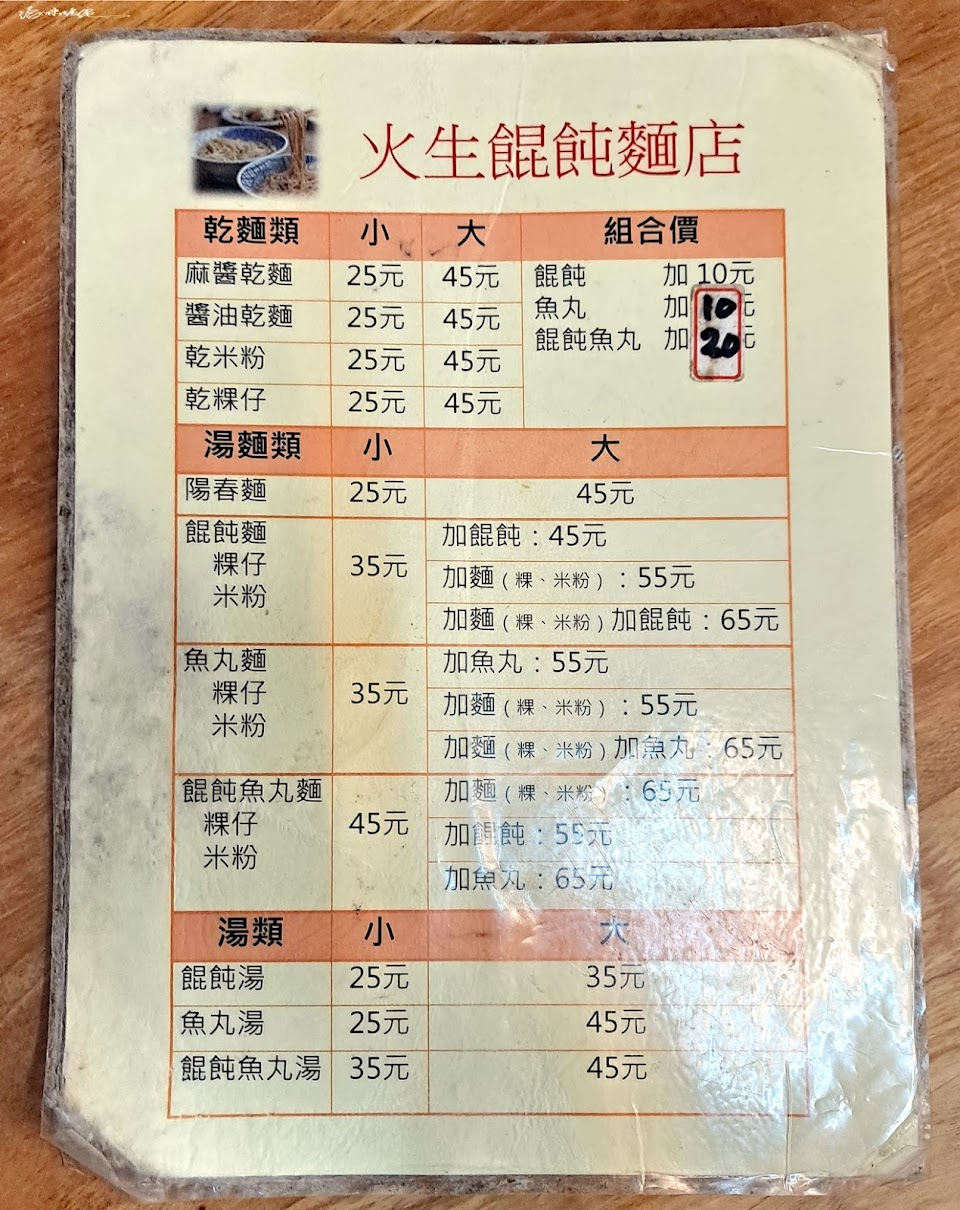 火生餛飩麵店
乾麵類 小 大 組合價
麻醬乾麵 25元 45元
醬油乾麵 25元 45元
乾米粉 25元 45元
乾粿仔 25元 45元
餛飩 加 10元
魚丸 加 10元
餛飩魚丸 加 20元
湯麵類 小 大
陽春麵 25元 45元
餛飩麵
粿仔
米粉
35元
加餛飩：45元
加麵（粿、米粉）：55元
加麵（粿、米粉）加餛飩：65元
魚丸麵
粿仔
米粉
35元
加魚丸：55元
加麵（粿、米粉）：55元
加麵（粿、米粉）加魚丸：65元
餛飩魚丸麵
粿仔
米粉
45元
加麵（粿、米粉）：65元
加餛飩：55元
加魚丸：65元
湯類 小 大
餛飩湯 25元 35元
魚丸湯 25元 45元
餛飩魚丸湯 35元 45元